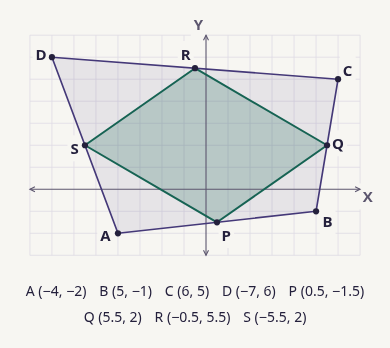 Y
D
R
C
S
Q
X
A
P
B
A (−4, −2) B (5, −1) C (6, 5) D (−7, 6) P (0.5, −1.5)
Q (5.5, 2) R (−0.5, 5.5) S (−5.5, 2)